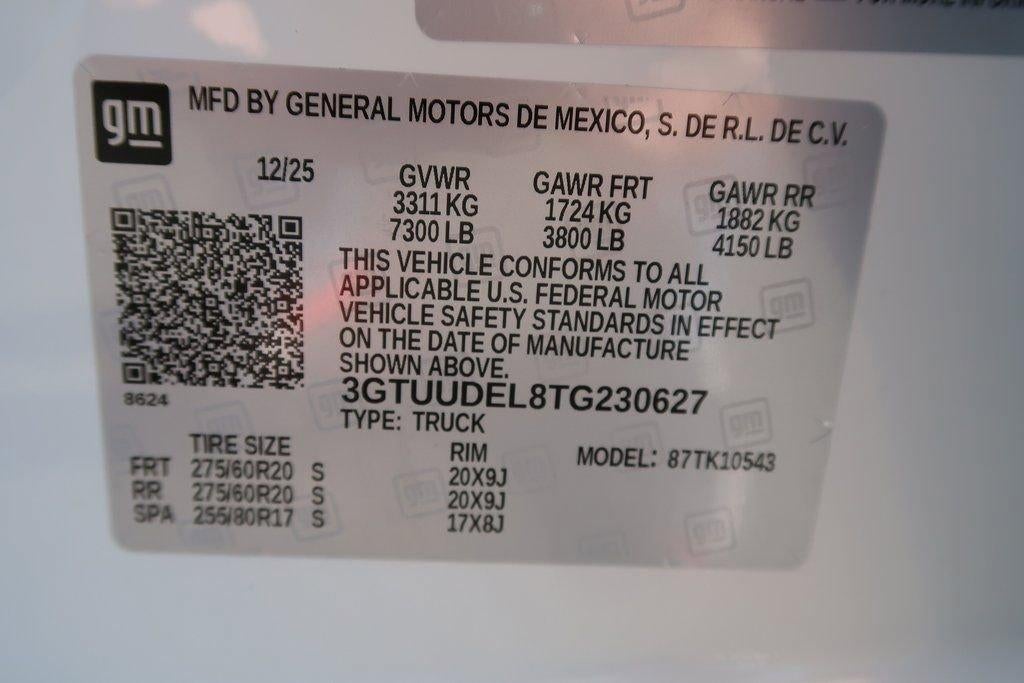 gm
MFD BY GENERAL MOTORS DE MEXICO, S. DE R.L. DE C.V.
12/25 GVWR GAWR FRT GAWR RR
3311 KG 1724 KG 1882 KG
7300 LB 3800 LB 4150 LB
THIS VEHICLE CONFORMS TO ALL
APPLICABLE U.S. FEDERAL MOTOR
VEHICLE SAFETY STANDARDS IN EFFECT
ON THE DATE OF MANUFACTURE
SHOWN ABOVE.
8624
3GTUUDEL8TG230627
TYPE: TRUCK
TIRE SIZE RIM MODEL: 87TK10543
FRT 275/60R20 S 20X9J
RR 275/60R20 S 20X9J
SPA 255/80R17 S 17X8J